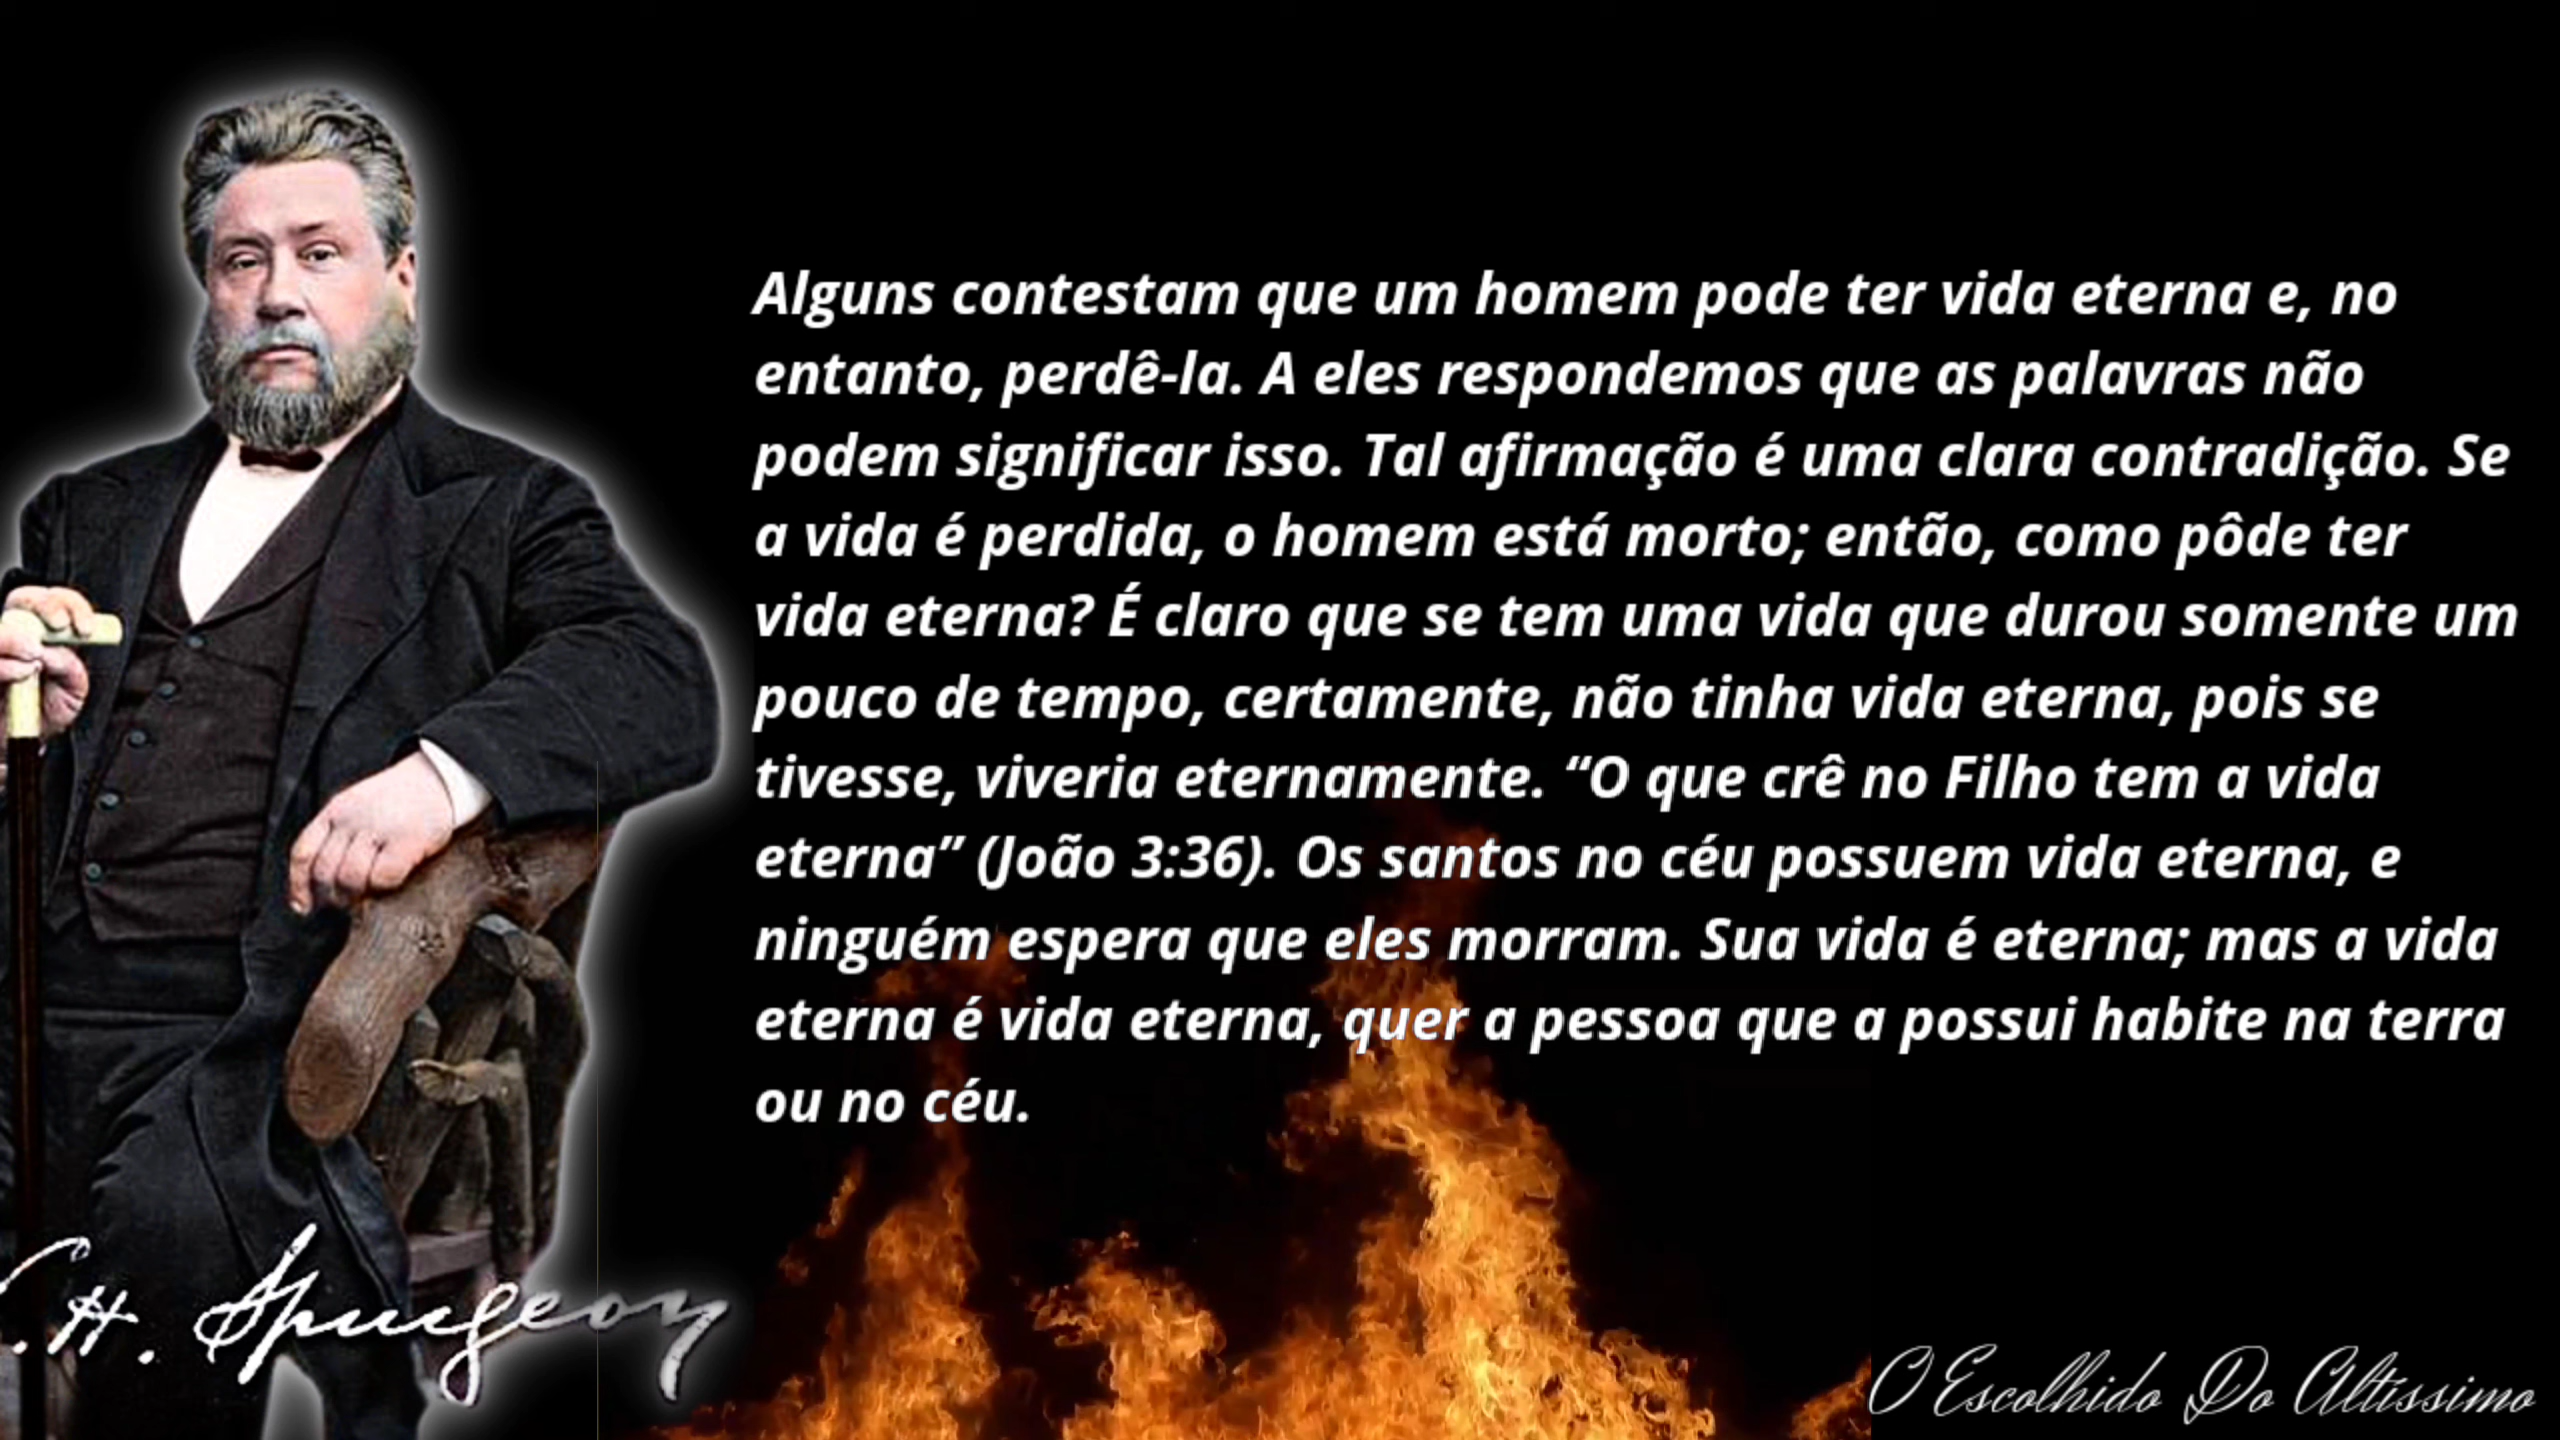 Alguns contestam que um homem pode ter vida eterna e, no
entanto, perdê-la. A eles respondemos que as palavras não
podem significar isso. Tal afirmação é uma clara contradição. Se
a vida é perdida, o homem está morto; então, como pôde ter
vida eterna? É claro que se tem uma vida que durou somente um
pouco de tempo, certamente, não tinha vida eterna, pois se
tivesse, viveria eternamente. “O que crê no Filho tem a vida
eterna” (João 3:36). Os santos no céu possuem vida eterna, e
ninguém espera que eles morram. Sua vida é eterna; mas a vida
eterna é vida eterna, quer a pessoa que a possui habite na terra
ou no céu.
C. H. Spurgeon
O Escolhido Do Altíssimo